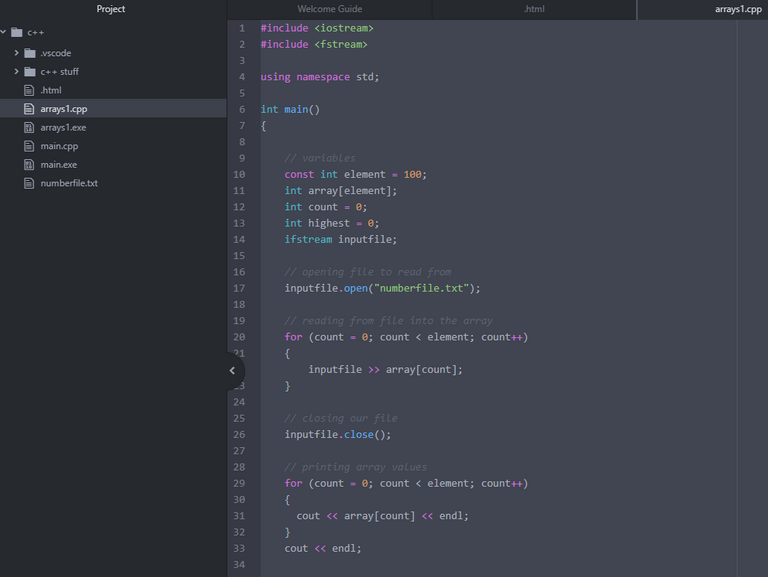 Project
Welcome Guide
.html
arrays1.cpp
c++
.vscode
c++ stuff
.html
arrays1.cpp
arrays1.exe
main.cpp
main.exe
numberfile.txt
1 #include <iostream>
2 #include <fstream>
3
4 using namespace std;
5
6 int main()
7 {
8
9 // variables
10 const int element = 100;
11 int array[element];
12 int count = 0;
13 int highest = 0;
14 ifstream inputfile;
15
16 // opening file to read from
17 inputfile.open("numberfile.txt");
18
19 // reading from file into the array
20 for (count = 0; count < element; count++)
21 {
inputfile >> array[count];
23 }
24
25 // closing our file
26 inputfile.close();
27
28 // printing array values
29 for (count = 0; count < element; count++)
30 {
31 cout << array[count] << endl;
32 }
33 cout << endl;
34